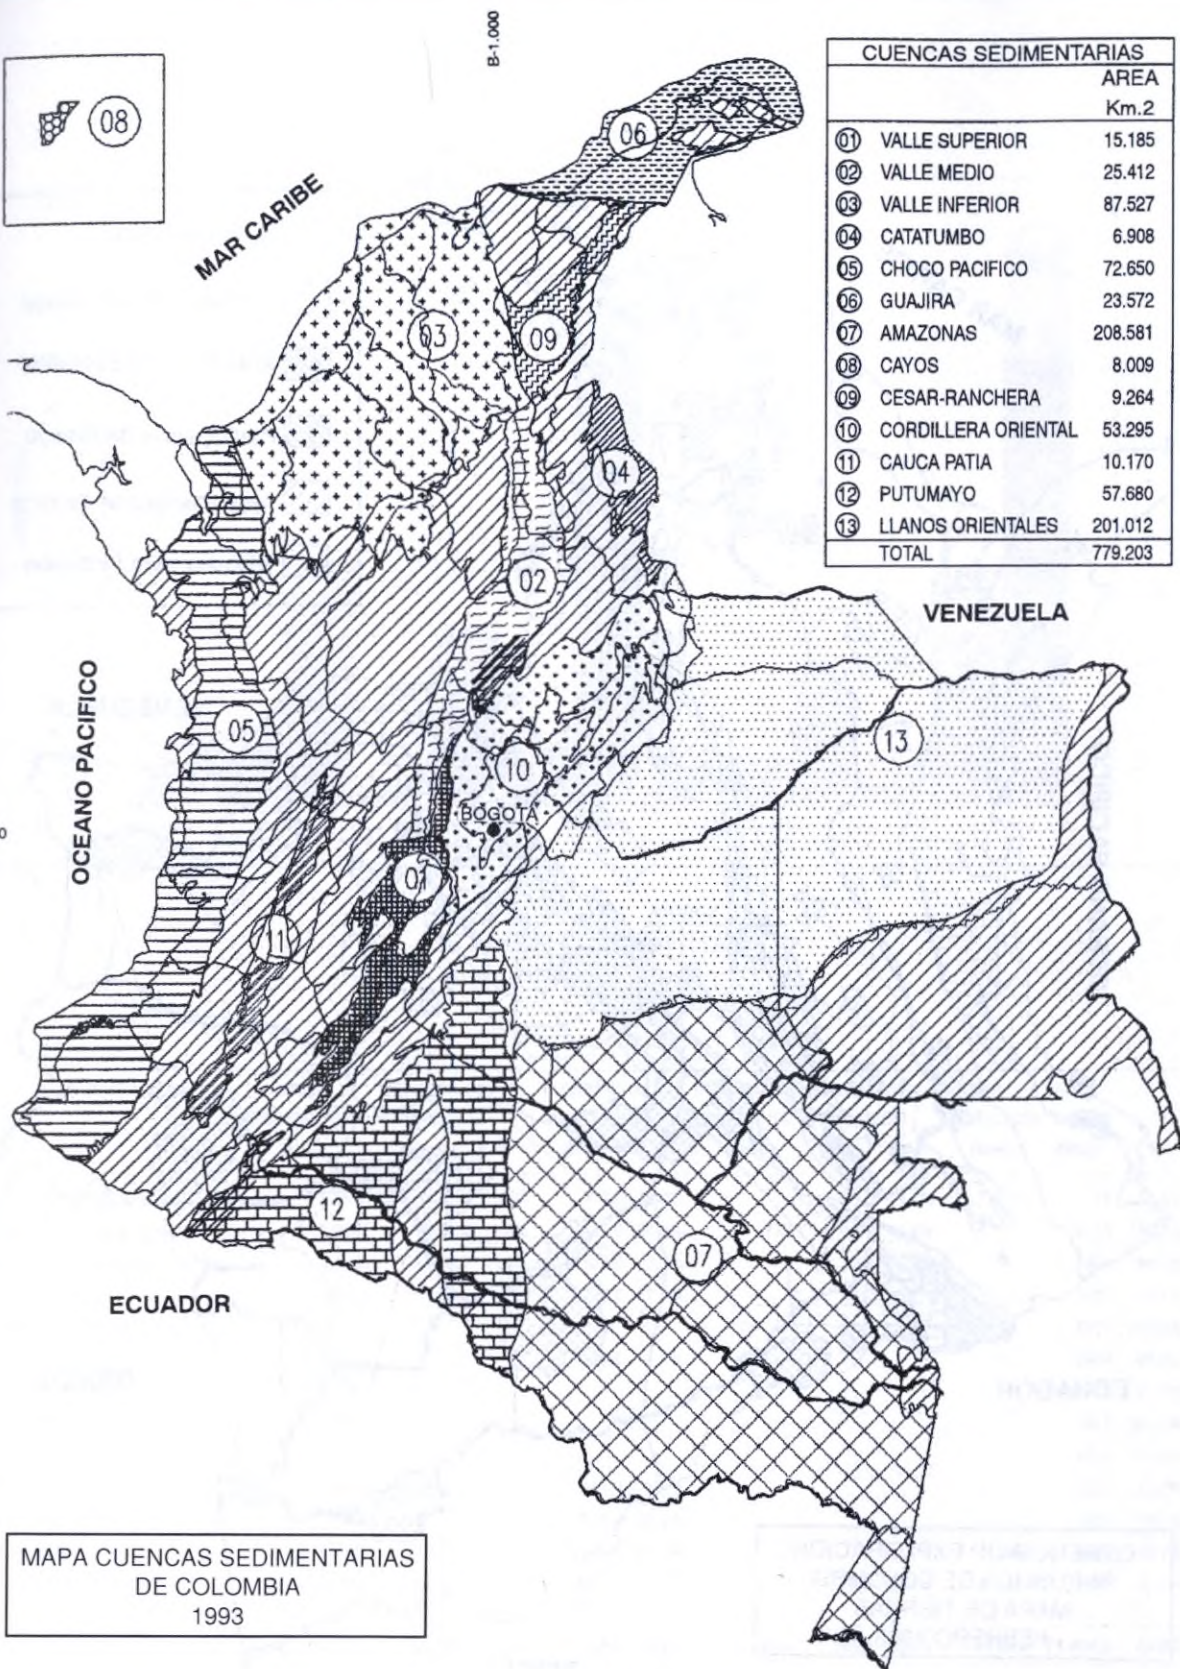 B-1.000
CUENCAS SEDIMENTARIAS
AREA
Km.2
01 VALLE SUPERIOR 15.185
02 VALLE MEDIO 25.412
03 VALLE INFERIOR 87.527
04 CATATUMBO 6.908
05 CHOCO PACIFICO 72.650
06 GUAJIRA 23.572
07 AMAZONAS 208.581
08 CAYOS 8.009
09 CESAR-RANCHERA 9.264
10 CORDILLERA ORIENTAL 53.295
11 CAUCA PATIA 10.170
12 PUTUMAYO 57.680
13 LLANOS ORIENTALES 201.012
TOTAL 779.203
08
06
MAR CARIBE
03
09
04
02
VENEZUELA
OCEANO PACIFICO
05
13
10
BOGOTA
01
11
12
07
ECUADOR
MAPA CUENCAS SEDIMENTARIAS
DE COLOMBIA
1993